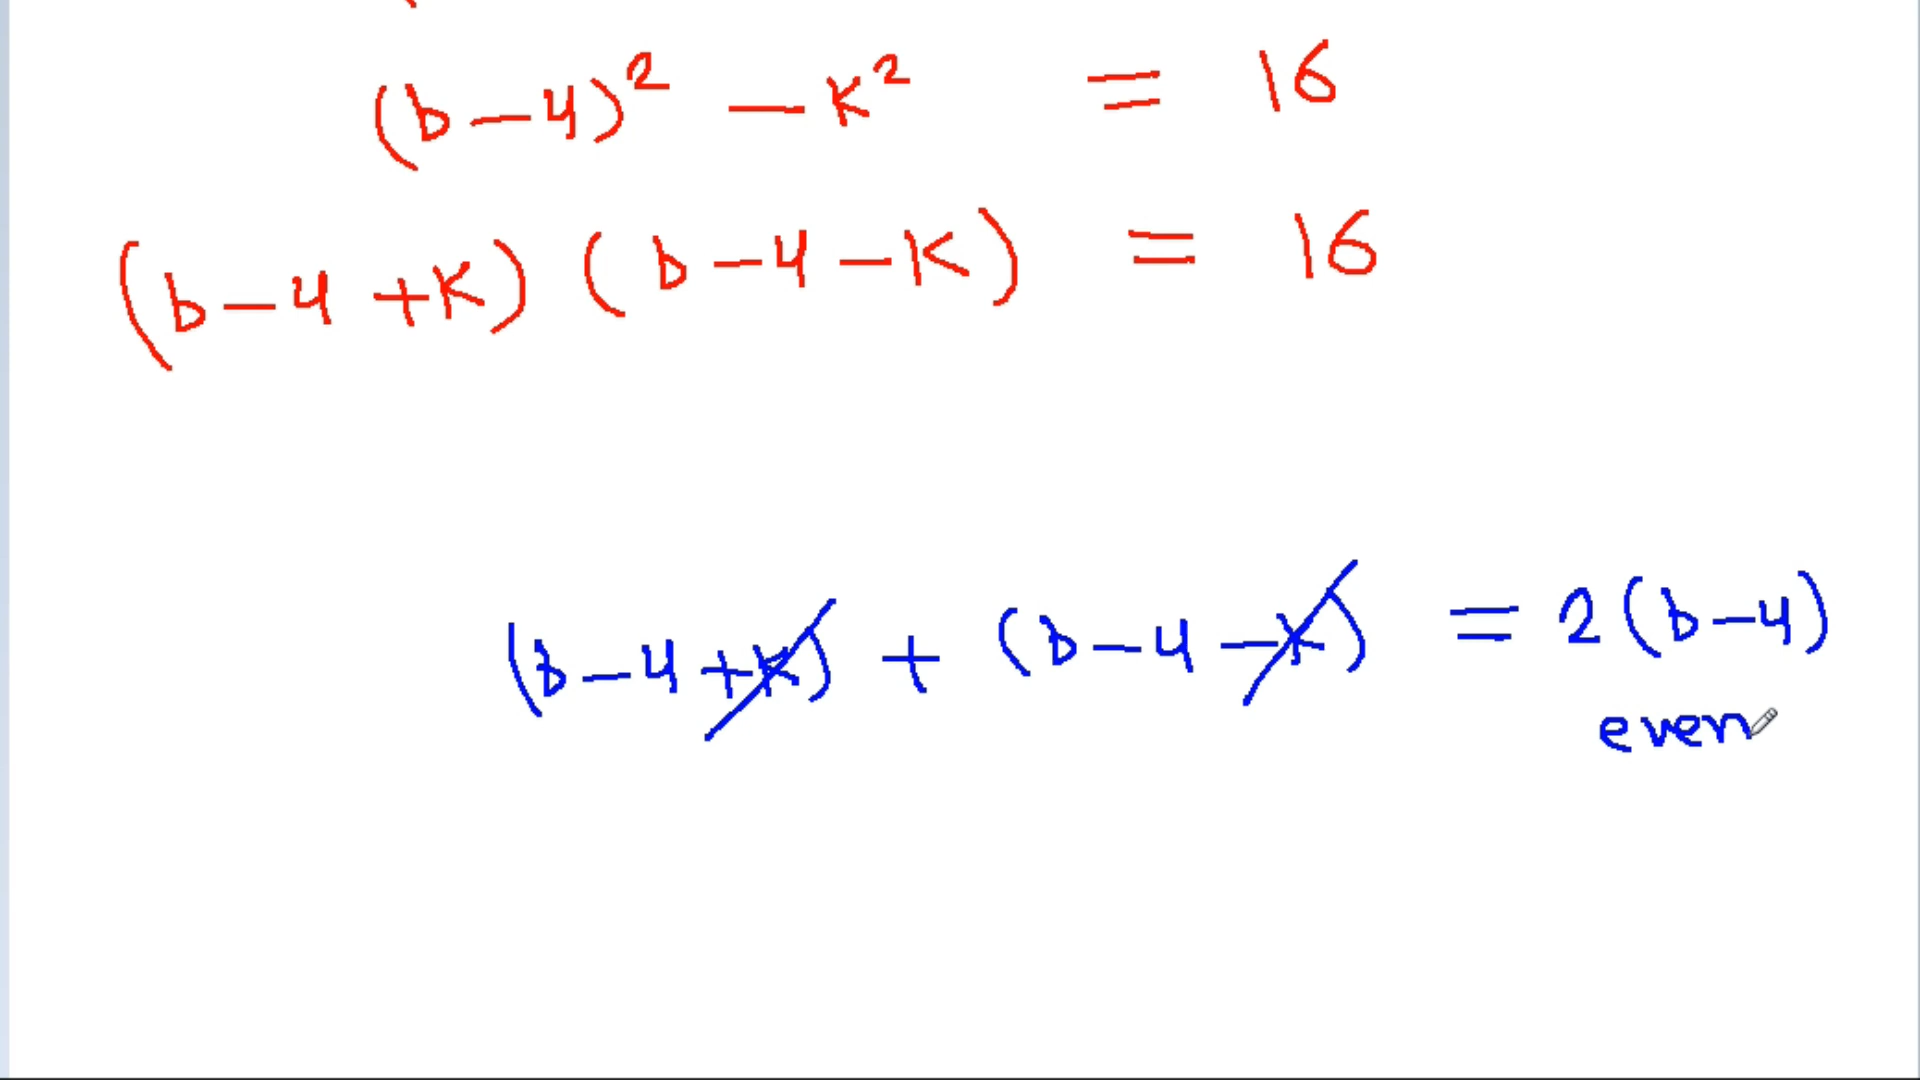 (b-4)² - K² = 16
(b-4+K) (b-4-K) = 16
(b-4+K) + (b-4-K) = 2(b-4)
even